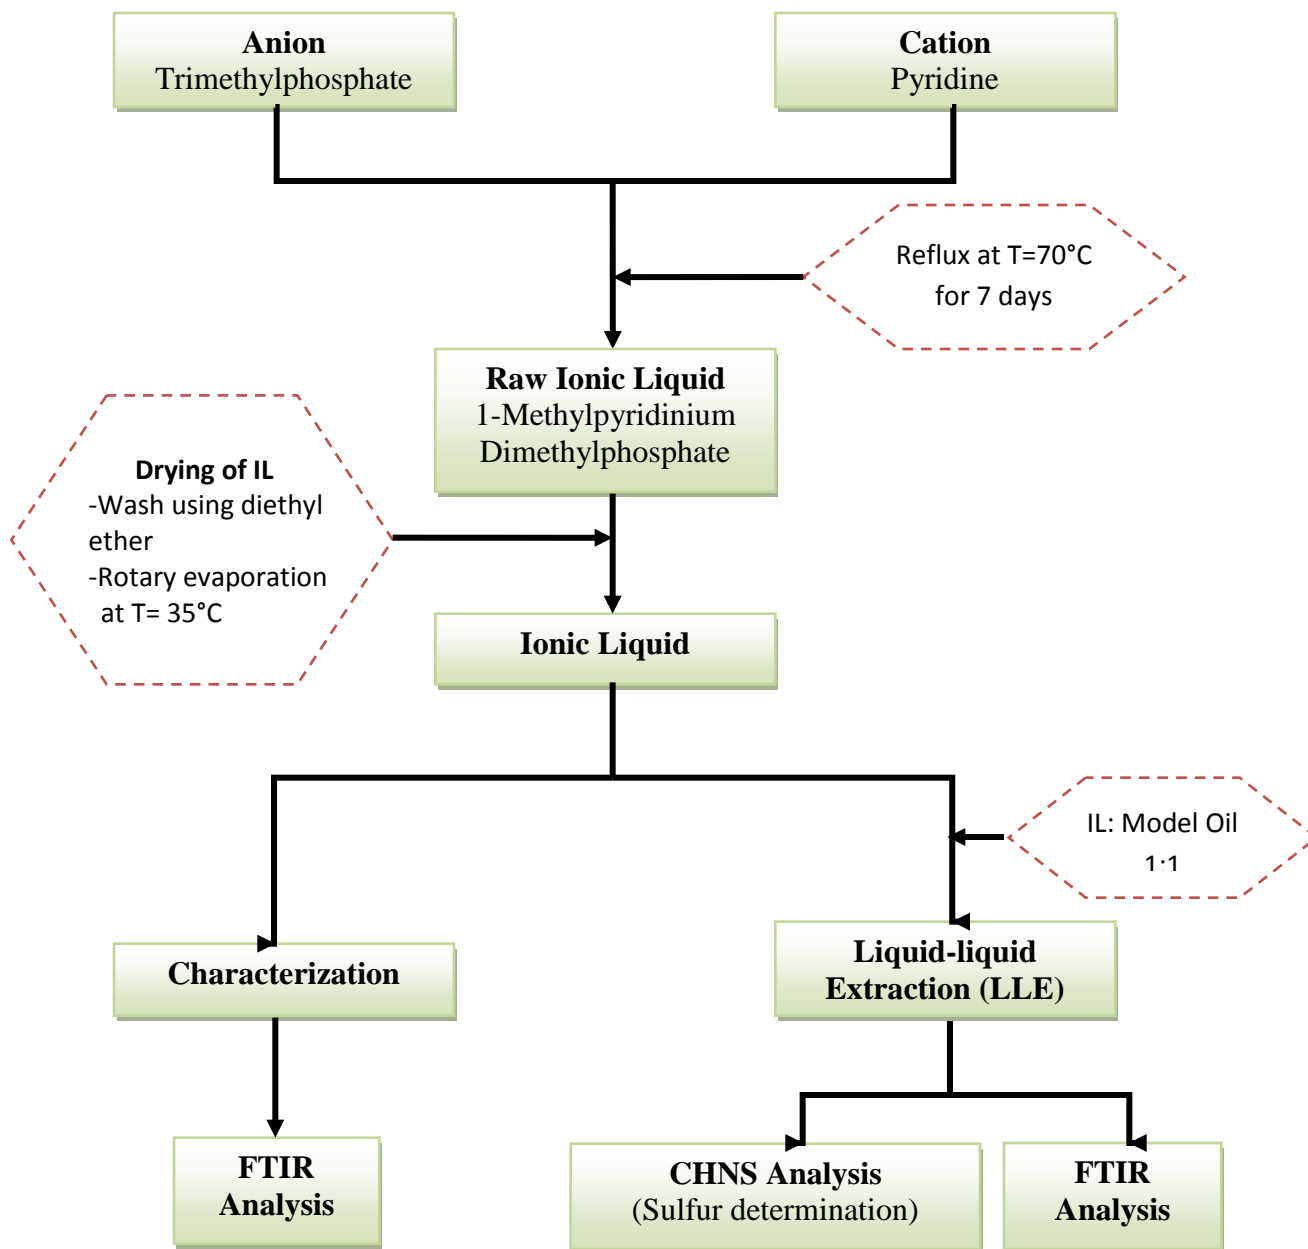 Anion
Trimethylphosphate
Cation
Pyridine
Reflux at T=70°C
for 7 days
Raw Ionic Liquid
1-Methylpyridinium
Dimethylphosphate
Drying of IL
-Wash using diethyl
ether
-Rotary evaporation
at T= 35°C
Ionic Liquid
IL: Model Oil
1:1
Characterization
Liquid-liquid
Extraction (LLE)
FTIR
Analysis
CHNS Analysis
(Sulfur determination)
FTIR
Analysis